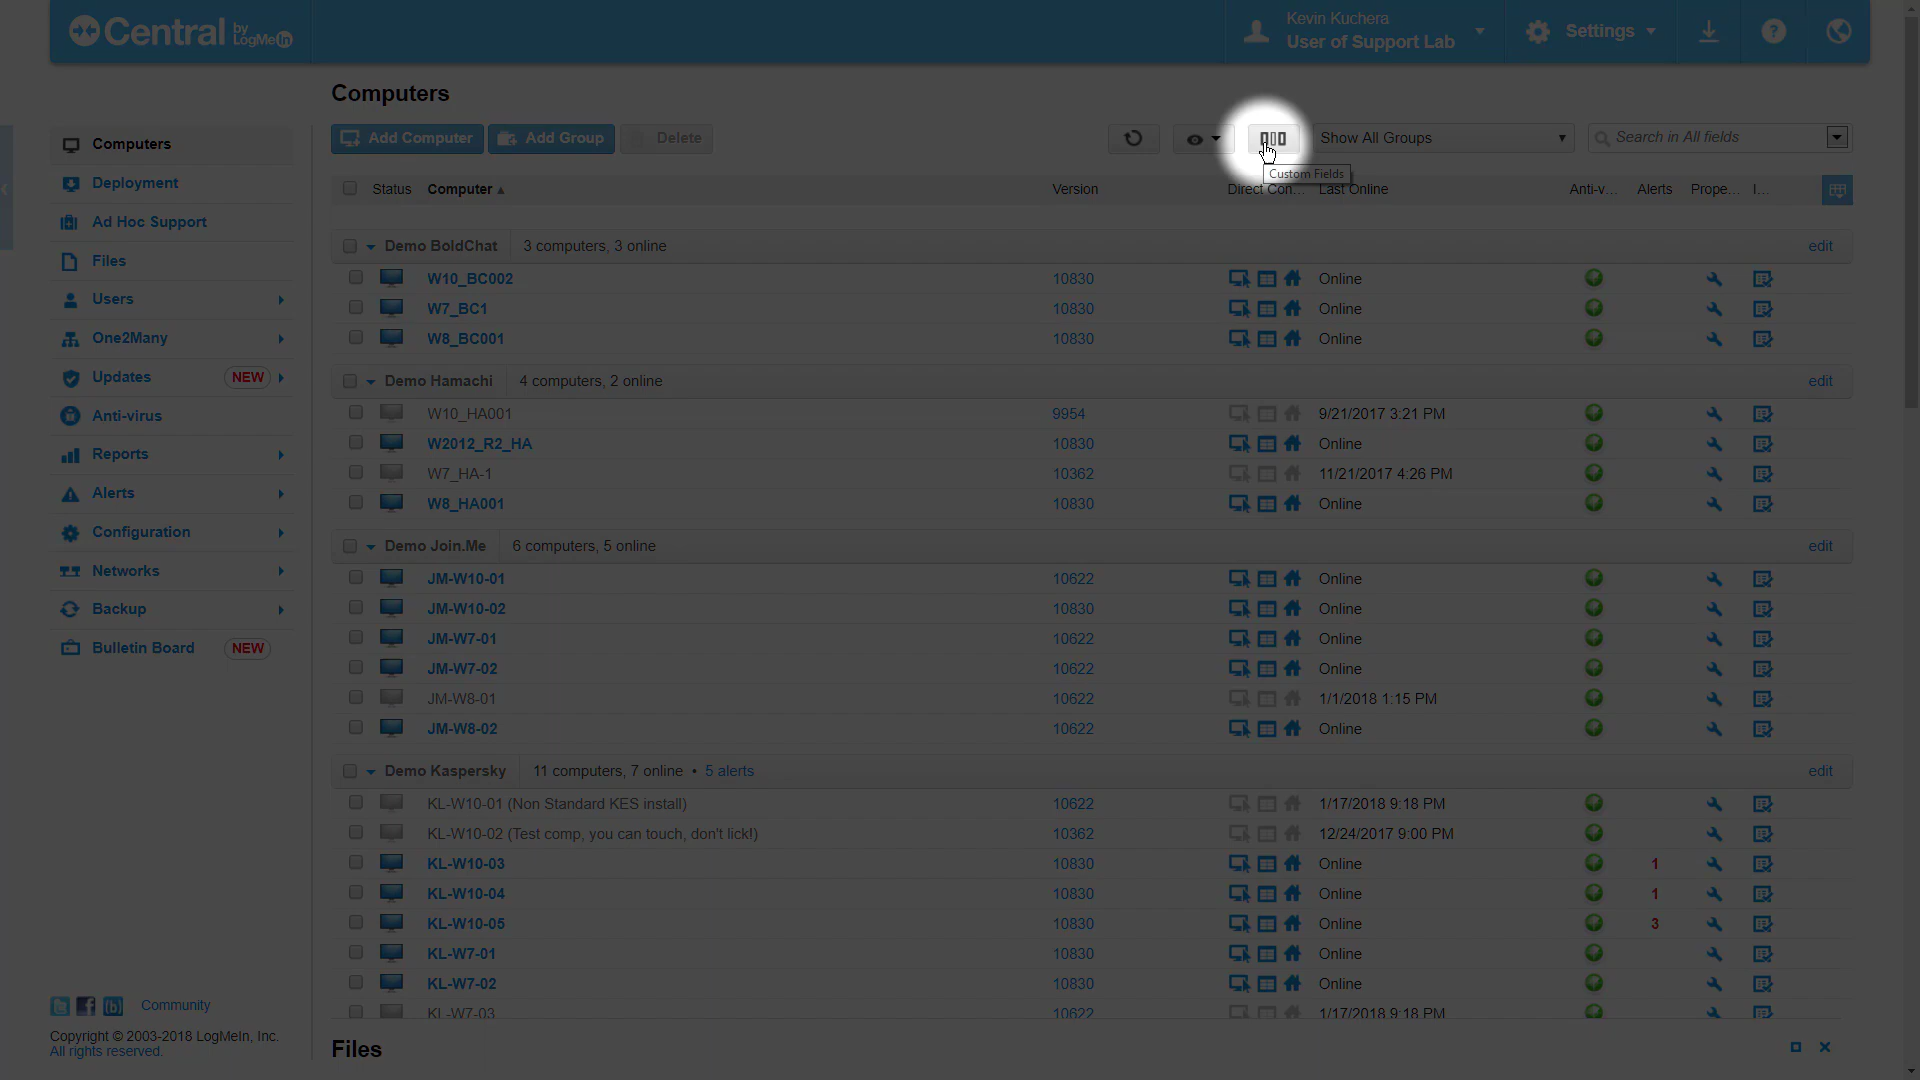 Central by LogMeIn
Kevin Kuchera
User of Support Lab
Settings
?
Computers
Add Computer
Add Group
Delete
Show All Groups
Search in All fields
Custom Fields
Computers
Deployment
Ad Hoc Support
Files
Users
One2Many
Updates NEW
Anti-virus
Reports
Alerts
Configuration
Networks
Backup
Bulletin Board NEW
Status Computer Version Direct Con... Last Online Anti-v... Alerts Prope... I...
Demo BoldChat 3 computers, 3 online edit
W10_BC002 10830 Online
W7_BC1 10830 Online
W8_BC001 10830 Online
Demo Hamachi 4 computers, 2 online edit
W10_HA001 9954 9/21/2017 3:21 PM
W2012_R2_HA 10830 Online
W7_HA-1 10362 11/21/2017 4:26 PM
W8_HA001 10830 Online
Demo Join.Me 6 computers, 5 online edit
JM-W10-01 10622 Online
JM-W10-02 10830 Online
JM-W7-01 10622 Online
JM-W7-02 10622 Online
JM-W8-01 10622 1/1/2018 1:15 PM
JM-W8-02 10622 Online
Demo Kaspersky 11 computers, 7 online • 5 alerts edit
KL-W10-01 (Non Standard KES install) 10622 1/17/2018 9:18 PM
KL-W10-02 (Test comp, you can touch, don't lick!) 10362 12/24/2017 9:00 PM
KL-W10-03 10830 Online 1
KL-W10-04 10830 Online 1
KL-W10-05 10830 Online 3
KL-W7-01 10830 Online
KL-W7-02 10830 Online
KL-W7-03 10622 1/17/2018 9:18 PM
Community
Copyright © 2003-2018 LogMeIn, Inc.
All rights reserved.
Files